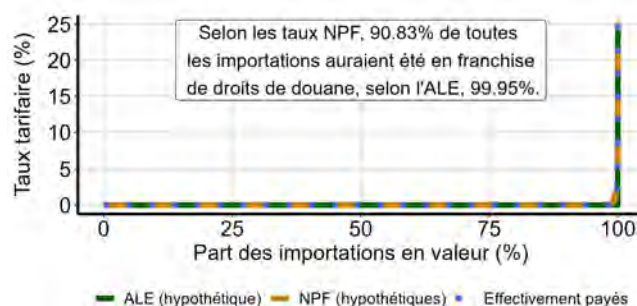 Selon les taux NPF, 90.83% de toutes
les importations auraient été en franchise
de droits de douane, selon l'ALE, 99.95%.
Taux tarifaire (%)
25
20
15
10
5
0
0 25 50 75 100
Part des importations en valeur (%)
ALE (hypothétique) NPF (hypothétiques) Effectivement payés